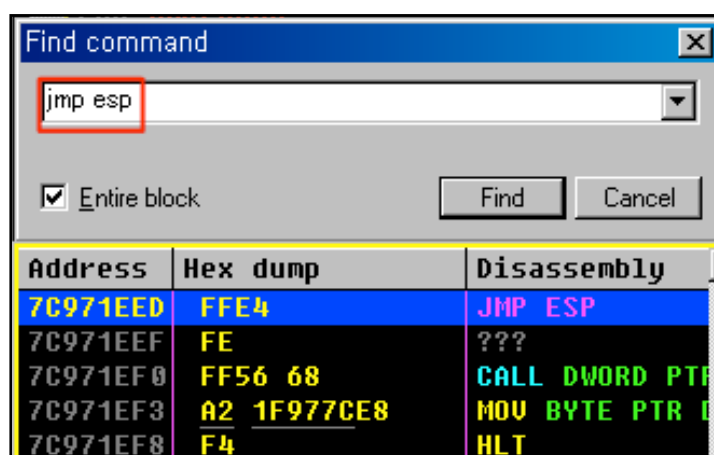 Find command
jmp esp
Entire block Find Cancel
Address Hex dump Disassembly
7C971EED FFE4 JMP ESP
7C971EEF FE ???
7C971EF0 FF56 68 CALL DWORD PTR
7C971EF3 A2 1F977CE8 MOV BYTE PTR D
7C971EF8 F4 HLT